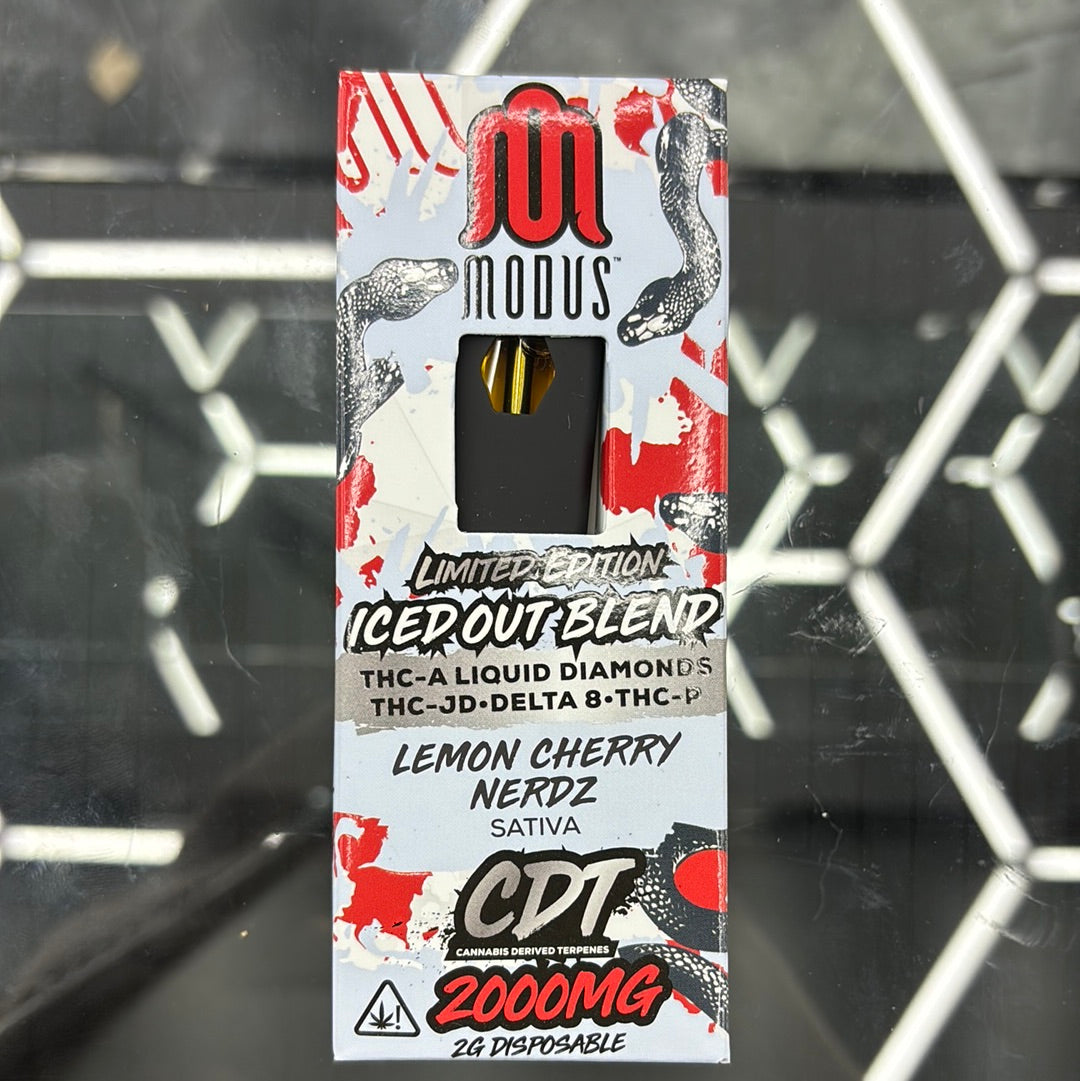 MODUS™
LIMITED EDITION
ICED OUT BLEND
THC-A LIQUID DIAMONDS
THC-JD•DELTA 8•THC-P
LEMON CHERRY
NERDZ
SATIVA
CDT
CANNABIS DERIVED TERPENES
2000MG
2G DISPOSABLE